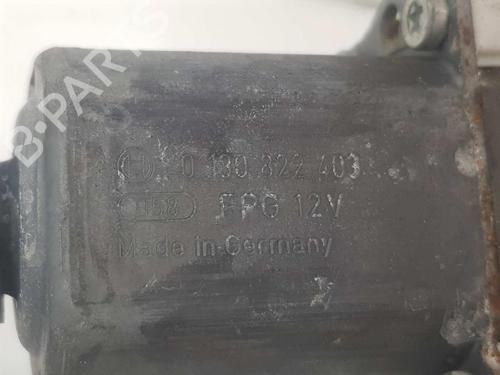 B-PARTS
0 130 822 403
FPG 12V
Made in Germany